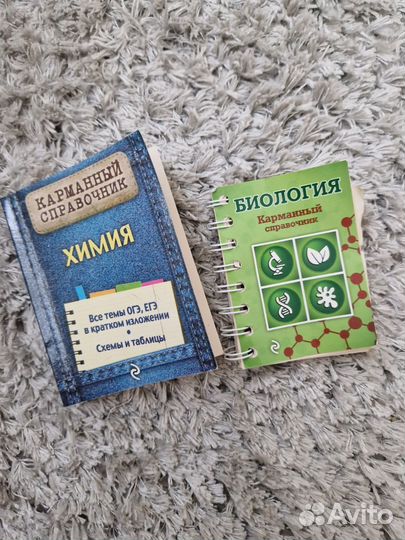 КАРМАННЫЙ
СПРАВОЧНИК
ХИМИЯ
Все темы ОГЭ, ЕГЭ
в кратком изложении
•
Схемы и таблицы
БИОЛОГИЯ
Карманный
справочник
Avito